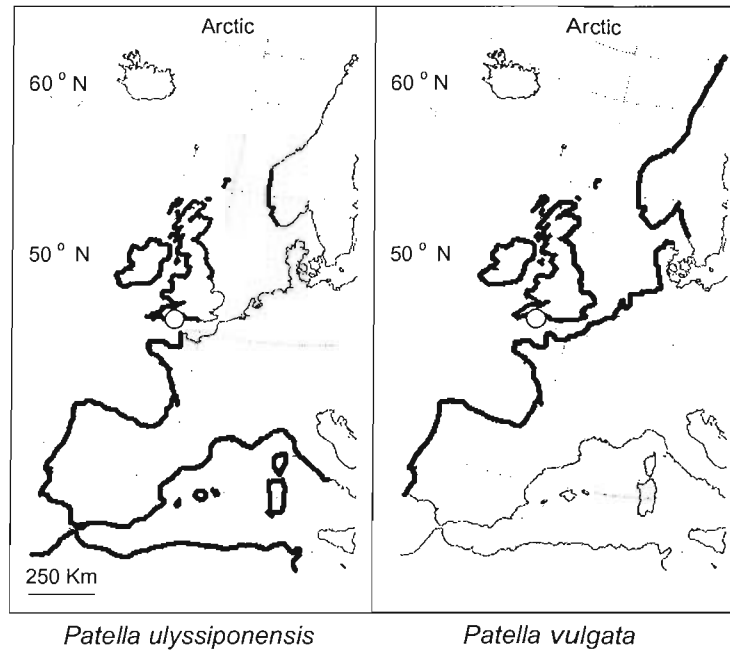 Arctic Arctic
60 ° N 60 ° N
50 ° N 50 ° N
250 Km
Patella ulyssiponensis Patella vulgata